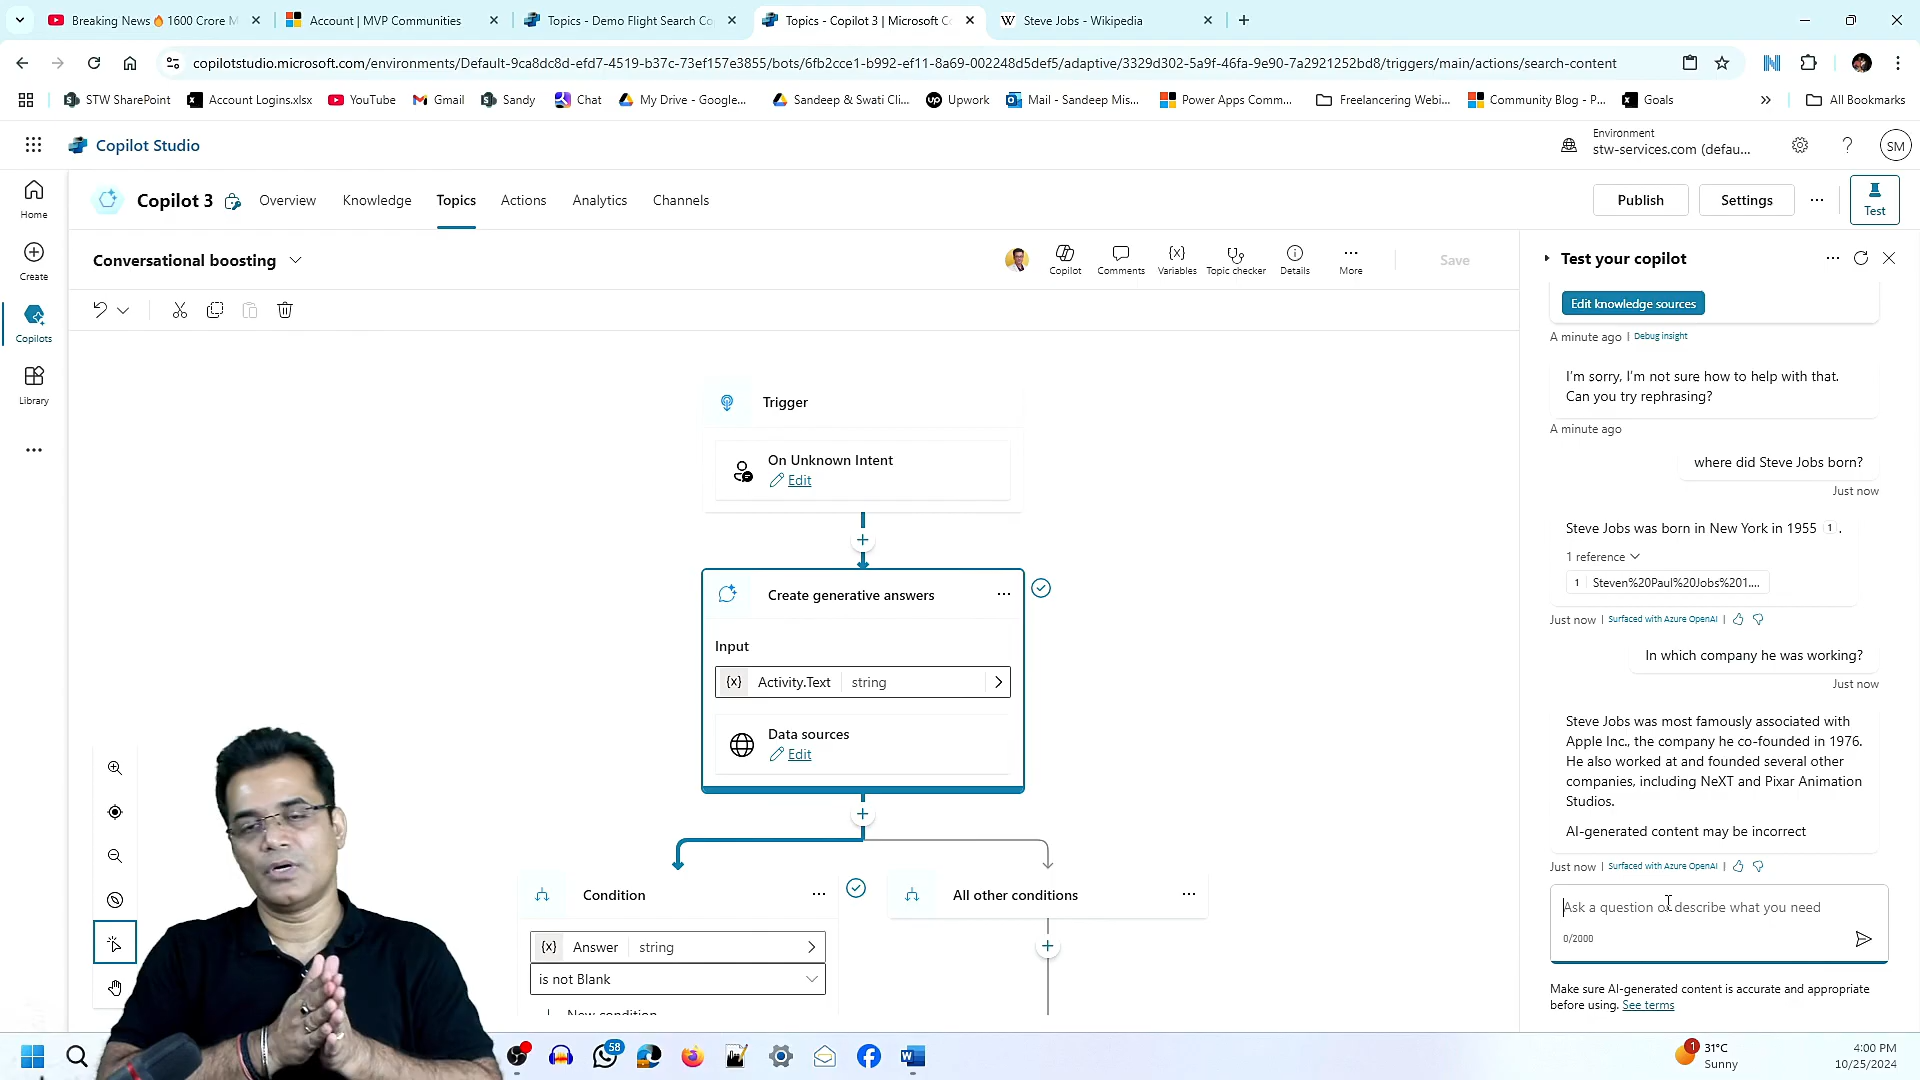 Breaking News 🔥 1600 Crore M
Account | MVP Communities
Topics - Demo Flight Search Co
Topics - Copilot 3 | Microsoft C
W Steve Jobs - Wikipedia
copilotstudio.microsoft.com/environments/Default-9ca8dc8d-efd7-4519-b37c-73ef157e3855/bots/6fb2cce1-b992-ef11-8a69-002248d5def5/adaptive/3329d302-5a9f-46fa-9e90-7a2921252bd8/triggers/main/actions/search-content
STW SharePoint
Account Logins.xlsx
YouTube
Gmail
Sandy
Chat
My Drive - Google...
Sandeep & Swati Cli...
Upwork
Mail - Sandeep Mis...
Power Apps Comm...
Freelancering Webi...
Community Blog - P...
Goals
All Bookmarks
Copilot Studio
Environment
stw-services.com (defau...
SM
Home
Create
Copilots
Library
Copilot 3
Overview
Knowledge
Topics
Actions
Analytics
Channels
Publish
Settings
Test
Conversational boosting
Copilot
Comments
{x} Variables
Topic checker
Details
More
Save
Trigger
On Unknown Intent
Edit
Create generative answers
Input
{x} Activity.Text string
Data sources
Edit
Condition
{x} Answer string
is not Blank
New condition
All other conditions
Test your copilot
Edit knowledge sources
A minute ago | Debug insight
I'm sorry, I'm not sure how to help with that.
Can you try rephrasing?
A minute ago
where did Steve Jobs born?
Just now
Steve Jobs was born in New York in 1955 1 .
1 reference
1 Steven%20Paul%20Jobs%201....
Just now | Surfaced with Azure OpenAI |
In which company he was working?
Just now
Steve Jobs was most famously associated with
Apple Inc., the company he co-founded in 1976.
He also worked at and founded several other
companies, including NeXT and Pixar Animation
Studios.
AI-generated content may be incorrect
Just now | Surfaced with Azure OpenAI |
Ask a question or describe what you need
0/2000
Make sure AI-generated content is accurate and appropriate
before using. See terms
58
1
31°C
Sunny
4:00 PM
10/25/2024